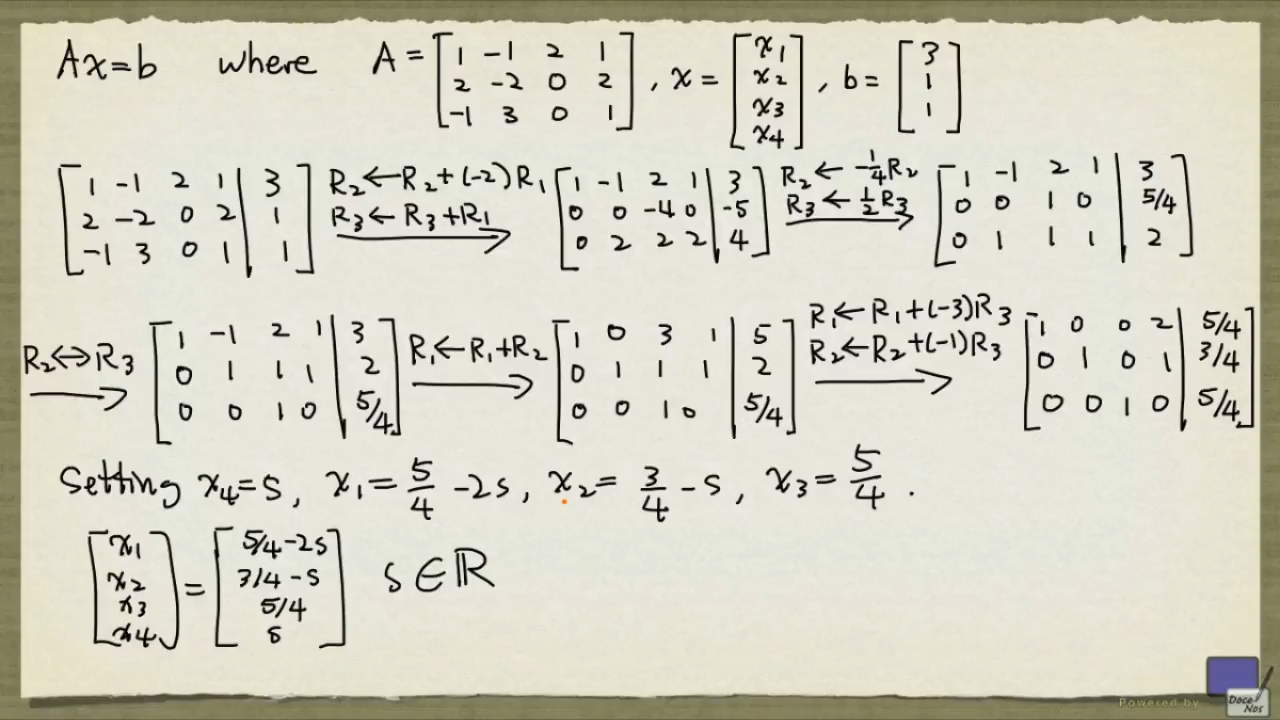 Ax=b where A = [1 -1 2 1; 2 -2 0 2; -1 3 0 1], x = [x₁; x₂; x₃; x₄], b = [3; 1; 1]
[1 -1 2 1 | 3; 2 -2 0 2 | 1; -1 3 0 1 | 1] R₂←R₂+(-2)R₁ R₃←R₃+R₁ → [1 -1 2 1 | 3; 0 0 -4 0 | -5; 0 2 2 2 | 4] R₂←-1/4R₂ R₃←1/2R₃ → [1 -1 2 1 | 3; 0 0 1 0 | 5/4; 0 1 1 1 | 2]
R₂↔R₃ → [1 -1 2 1 | 3; 0 1 1 1 | 2; 0 0 1 0 | 5/4] R₁←R₁+R₂ → [1 0 3 1 | 5; 0 1 1 1 | 2; 0 0 1 0 | 5/4] R₁←R₁+(-3)R₃ R₂←R₂+(-1)R₃ → [1 0 0 2 | 5/4; 0 1 0 1 | 3/4; 0 0 1 0 | 5/4]
Setting x₄=s, x₁=5/4-2s, x₂=3/4-s, x₃=5/4.
[x₁; x₂; x₃; x₄] = [5/4-2s; 3/4-s; 5/4; s] s∈ℝ
Powered by
Doce
Nos